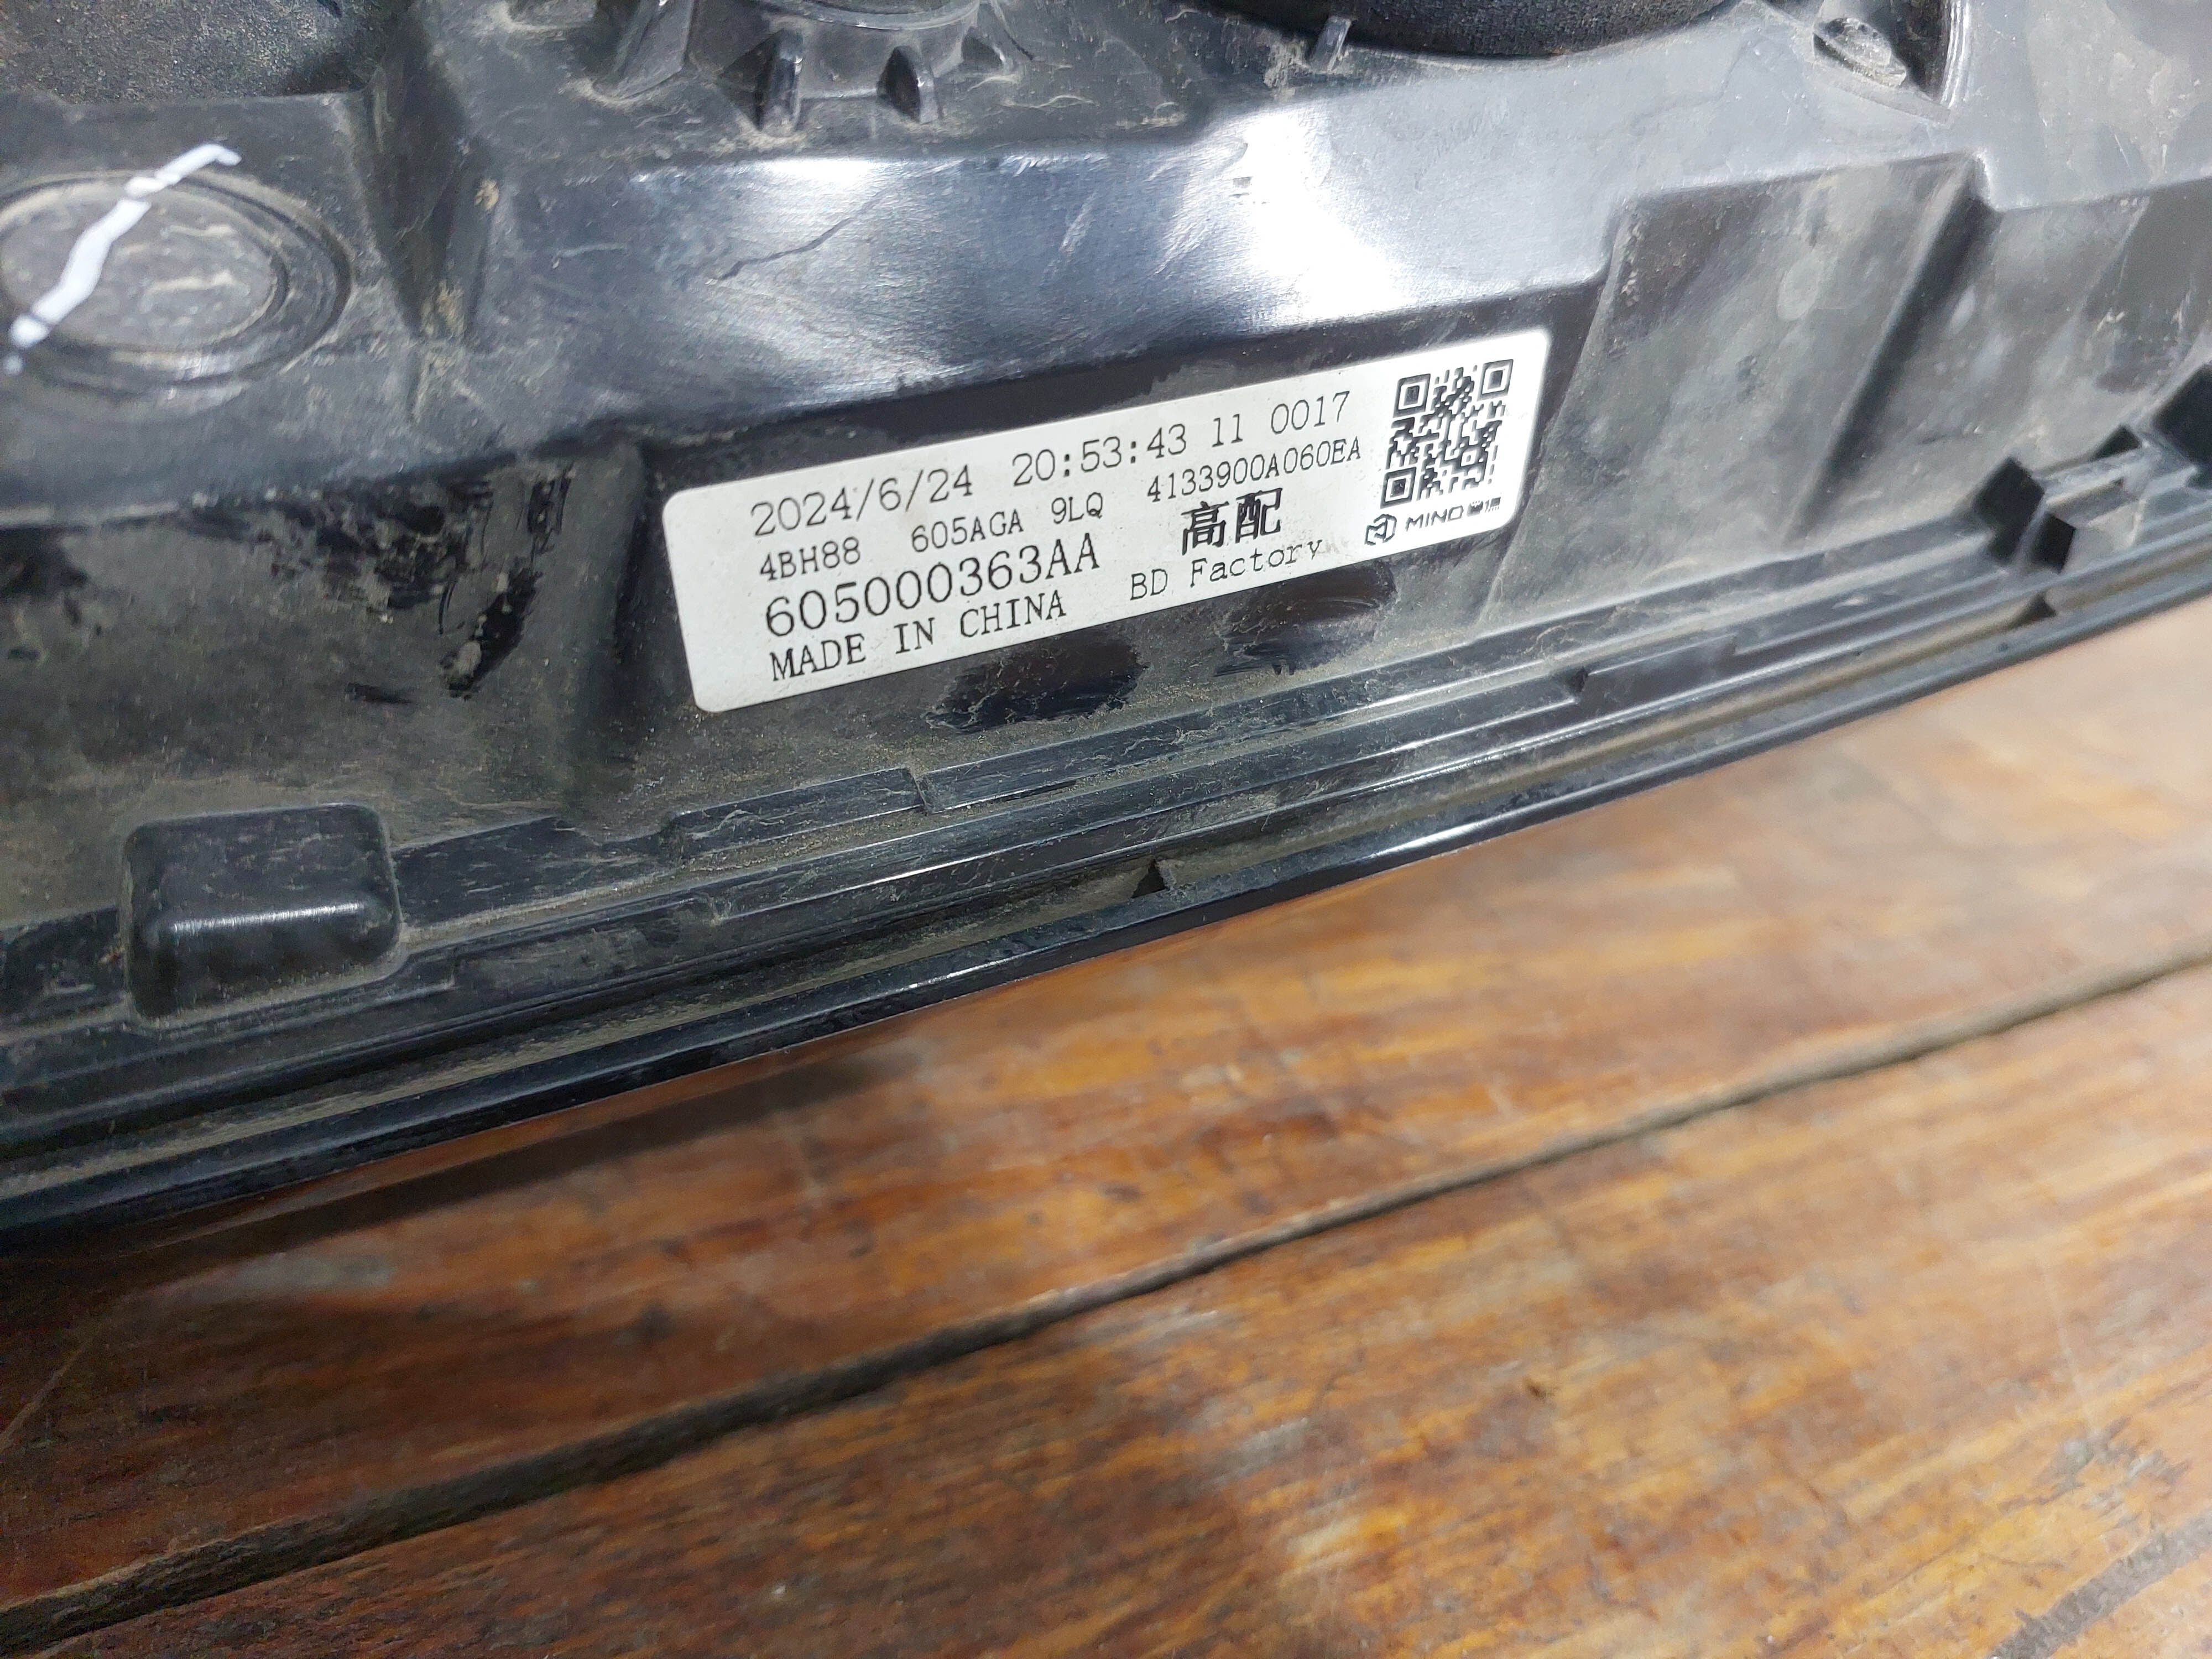 2024/6/24 20:53:43 11 0017
4BH88 605AGA 9LQ 4133900A060EA
605000363AA 高配
MADE IN CHINA BD Factory
MIND